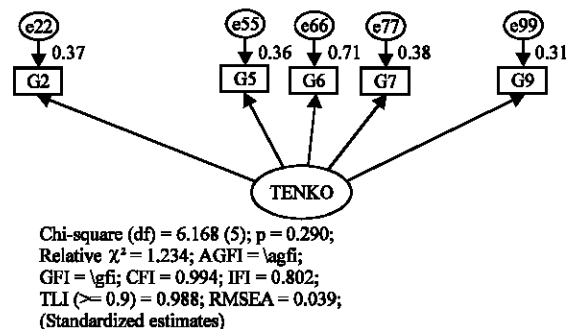 e22 e55 e66 e77 e99
0.37 0.36 0.71 0.38 0.31
G2 G5 G6 G7 G9
TENKO
Chi-square (df) = 6.168 (5); p = 0.290;
Relative χ² = 1.234; AGFI = \agfi;
GFI = \gfi; CFI = 0.994; IFI = 0.802;
TLI (>= 0.9) = 0.988; RMSEA = 0.039;
(Standardized estimates)